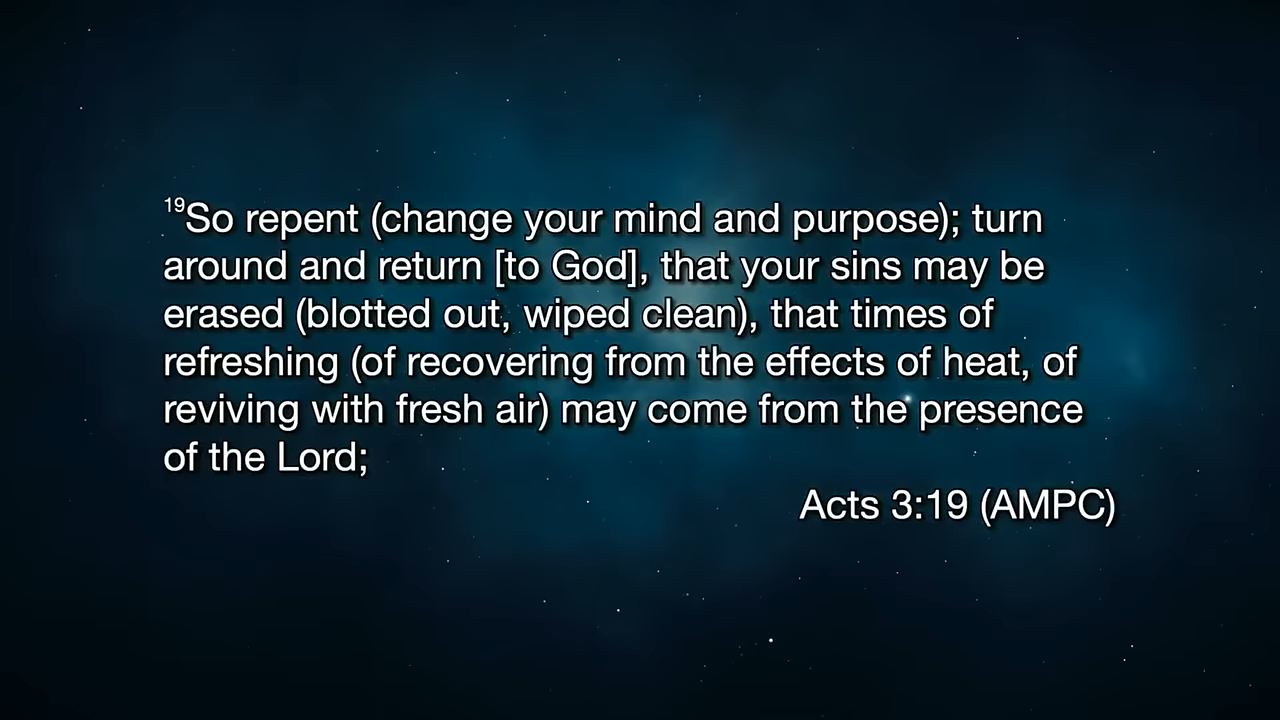 19So repent (change your mind and purpose); turn
around and return [to God], that your sins may be
erased (blotted out, wiped clean), that times of
refreshing (of recovering from the effects of heat, of
reviving with fresh air) may come from the presence
of the Lord;
Acts 3:19 (AMPC)